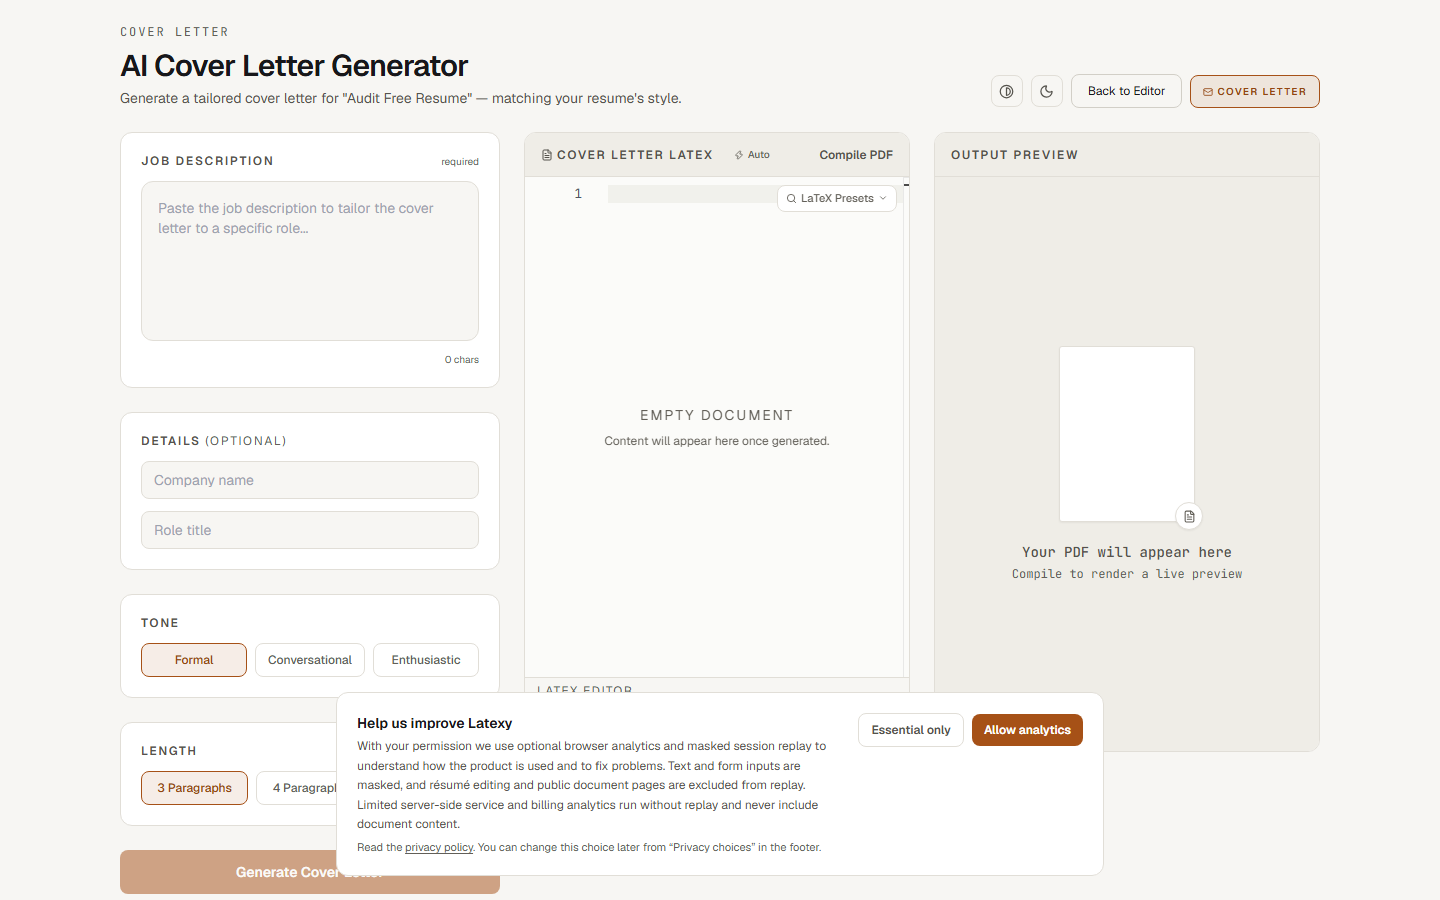 COVER LETTER
AI Cover Letter Generator
Generate a tailored cover letter for "Audit Free Resume" — matching your resume's style.
Back to Editor
COVER LETTER
JOB DESCRIPTION
required
Paste the job description to tailor the cover
letter to a specific role...
0 chars
DETAILS (OPTIONAL)
Company name
Role title
TONE
Formal
Conversational
Enthusiastic
LENGTH
3 Paragraphs
4 Paragraph
Generate Cover Letter
COVER LETTER LATEX
Auto
Compile PDF
1
LaTeX Presets
EMPTY DOCUMENT
Content will appear here once generated.
LATEX EDITOR
OUTPUT PREVIEW
Your PDF will appear here
Compile to render a live preview
Help us improve Latexy
With your permission we use optional browser analytics and masked session replay to
understand how the product is used and to fix problems. Text and form inputs are
masked, and résumé editing and public document pages are excluded from replay.
Limited server-side service and billing analytics run without replay and never include
document content.
Read the privacy policy. You can change this choice later from “Privacy choices” in the footer.
Essential only
Allow analytics